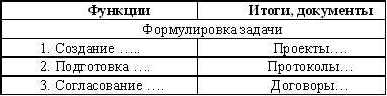 Функции Итоги, документы
Формулировка задачи
1. Создание ….. Проекты….
2. Подготовка …. Протоколы…
3. Согласование …. Договоры…